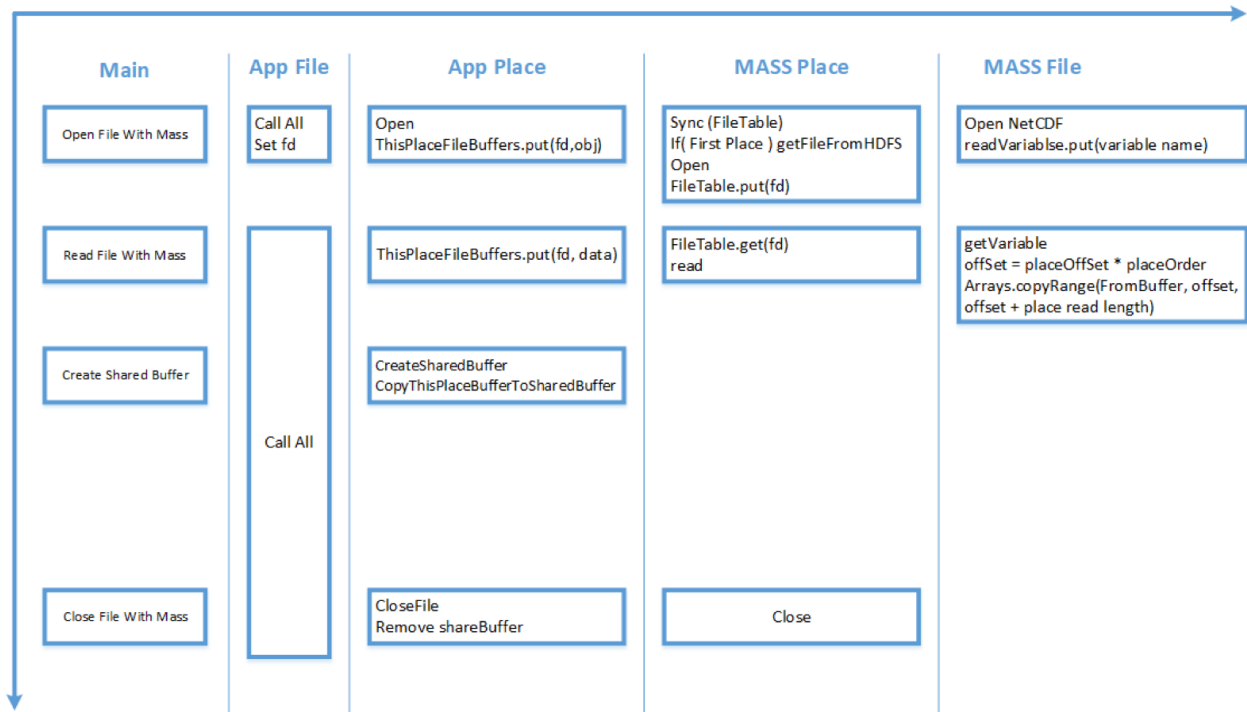 Main
App File
App Place
MASS Place
MASS File
Open File With Mass
Call All
Set fd
Open
ThisPlaceFileBuffers.put(fd,obj)
Sync (FileTable)
If( First Place ) getFileFromHDFS
Open
FileTable.put(fd)
Open NetCDF
readVariablse.put(variable name)
Read File With Mass
Call All
ThisPlaceFileBuffers.put(fd, data)
FileTable.get(fd)
read
getVariable
offSet = placeOffSet * placeOrder
Arrays.copyRange(FromBuffer, offset,
offset + place read length)
Create Shared Buffer
CreateSharedBuffer
CopyThisPlaceBufferToSharedBuffer
Close File With Mass
CloseFile
Remove shareBuffer
Close